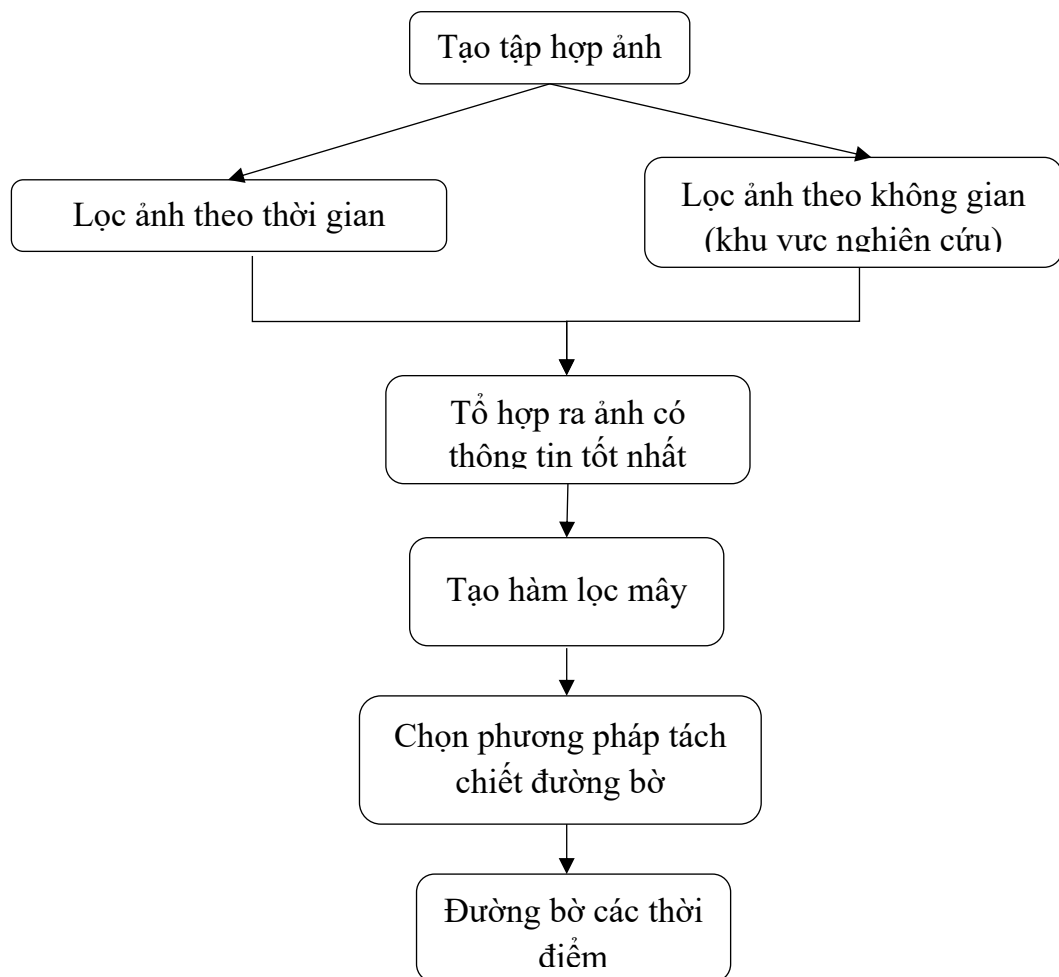 Tạo tập hợp ảnh
Lọc ảnh theo thời gian
Lọc ảnh theo không gian
(khu vực nghiên cứu)
Tổ hợp ra ảnh có
thông tin tốt nhất
Tạo hàm lọc mây
Chọn phương pháp tách
chiết đường bờ
Đường bờ các thời
điểm